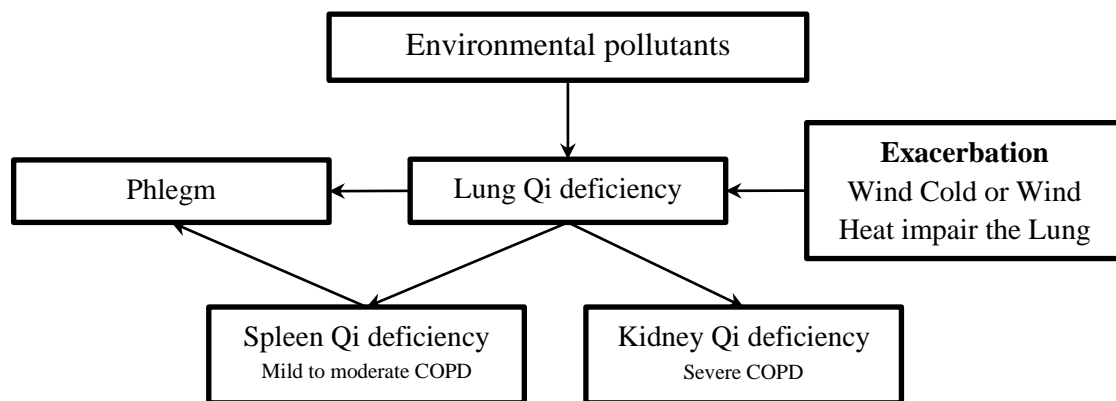 Environmental pollutants
Exacerbation
Wind Cold or Wind
Heat impair the Lung
Phlegm
Lung Qi deficiency
Spleen Qi deficiency
Mild to moderate COPD
Kidney Qi deficiency
Severe COPD